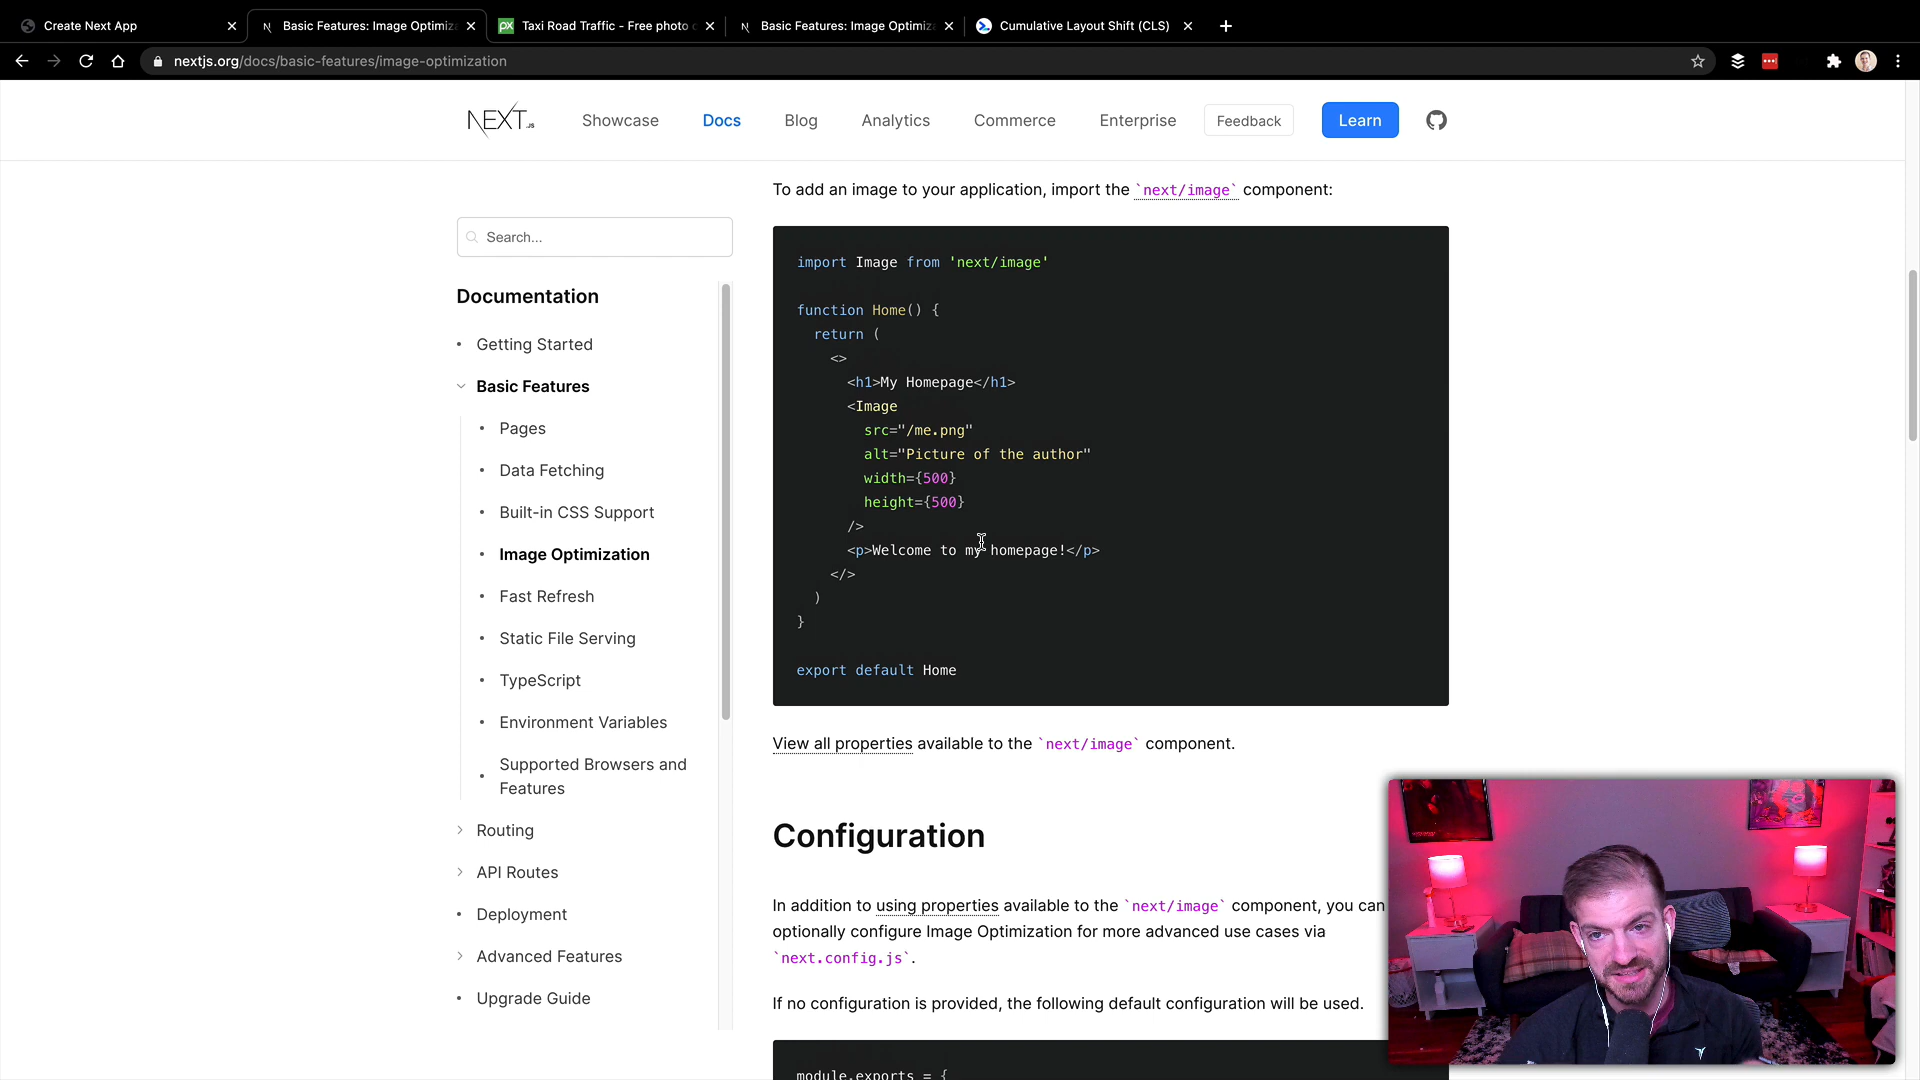 Create Next App
Basic Features: Image Optimiz
Taxi Road Traffic - Free photo
Basic Features: Image Optimiz
Cumulative Layout Shift (CLS)
nextjs.org/docs/basic-features/image-optimization
NEXT.JS
Showcase
Docs
Blog
Analytics
Commerce
Enterprise
Feedback
Learn
Search...
Documentation
Getting Started
Basic Features
Pages
Data Fetching
Built-in CSS Support
Image Optimization
Fast Refresh
Static File Serving
TypeScript
Environment Variables
Supported Browsers and
Features
Routing
API Routes
Deployment
Advanced Features
Upgrade Guide
To add an image to your application, import the `next/image` component:
import Image from 'next/image'
function Home() {
return (
<>
<h1>My Homepage</h1>
<Image
src="/me.png"
alt="Picture of the author"
width={500}
height={500}
/>
<p>Welcome to my homepage!</p>
</>
)
}
export default Home
View all properties available to the `next/image` component.
Configuration
In addition to using properties available to the `next/image` component, you can
optionally configure Image Optimization for more advanced use cases via
`next.config.js`.
If no configuration is provided, the following default configuration will be used.
module.exports = {